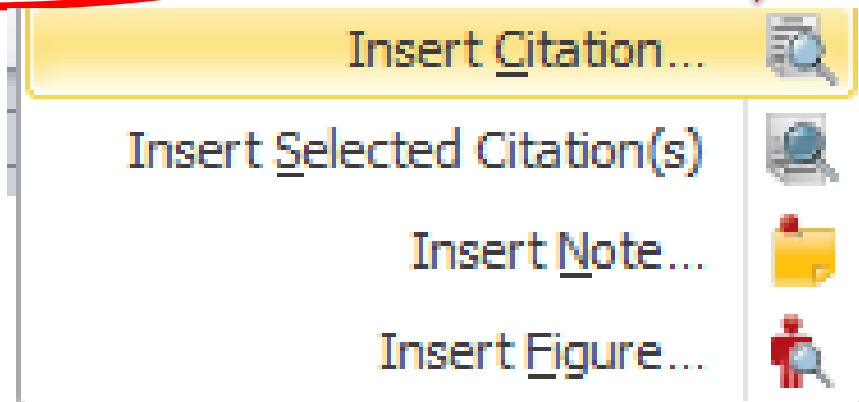 Insert Citation...
Insert Selected Citation(s)
Insert Note...
Insert Figure...